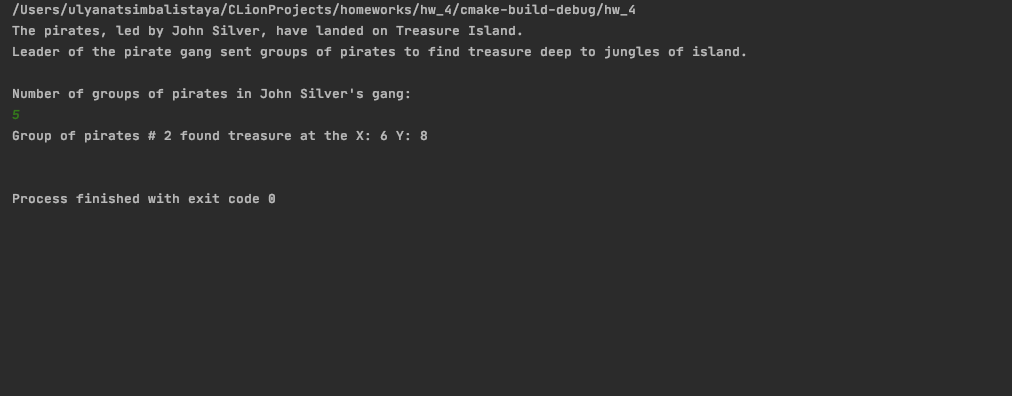 /Users/ulyanatsimbalistaya/CLionProjects/homeworks/hw_4/cmake-build-debug/hw_4
The pirates, led by John Silver, have landed on Treasure Island.
Leader of the pirate gang sent groups of pirates to find treasure deep to jungles of island.
Number of groups of pirates in John Silver's gang:
5
Group of pirates # 2 found treasure at the X: 6 Y: 8
Process finished with exit code 0